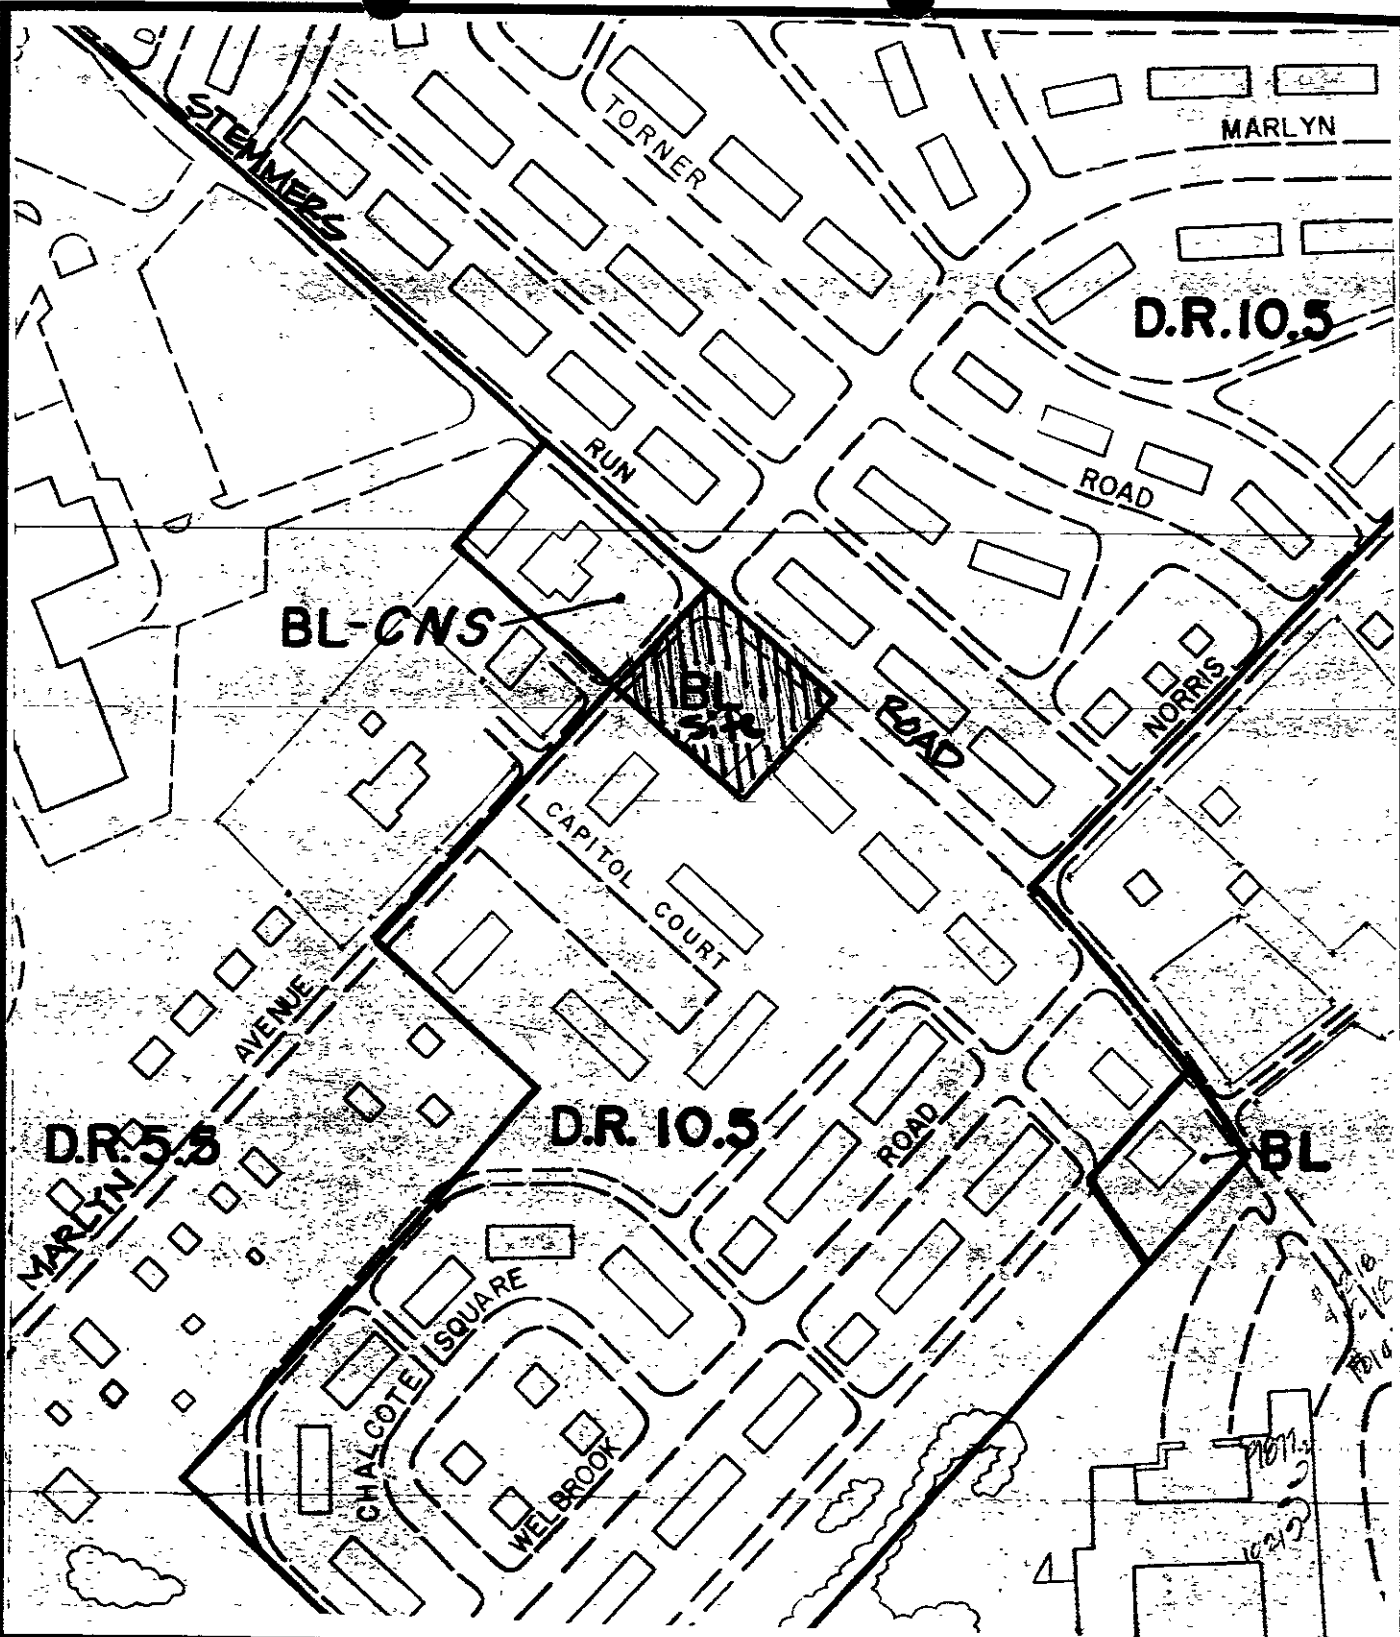 STEMMERS
TORNER
MARLYN
D.R.10.5
RUN
ROAD
BL-CNS
BL
site
ROAD
NORRIS
CAPITOL COURT
AVENUE
D.R.5.5
D.R. 10.5
ROAD
BL
MARLYN
CHALCOTE SQUARE
WELBROOK